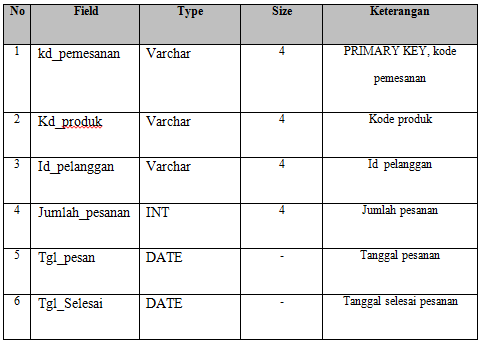 No Field Type Size Keterangan
1 kd_pemesanan Varchar 4 PRIMARY KEY, kode
pemesanan
2 Kd_produk Varchar 4 Kode produk
3 Id_pelanggan Varchar 4 Id pelanggan
4 Jumlah_pesanan INT 4 Jumlah pesanan
5 Tgl_pesan DATE - Tanggal pesanan
6 Tgl_Selesai DATE - Tanggal selesai pesanan